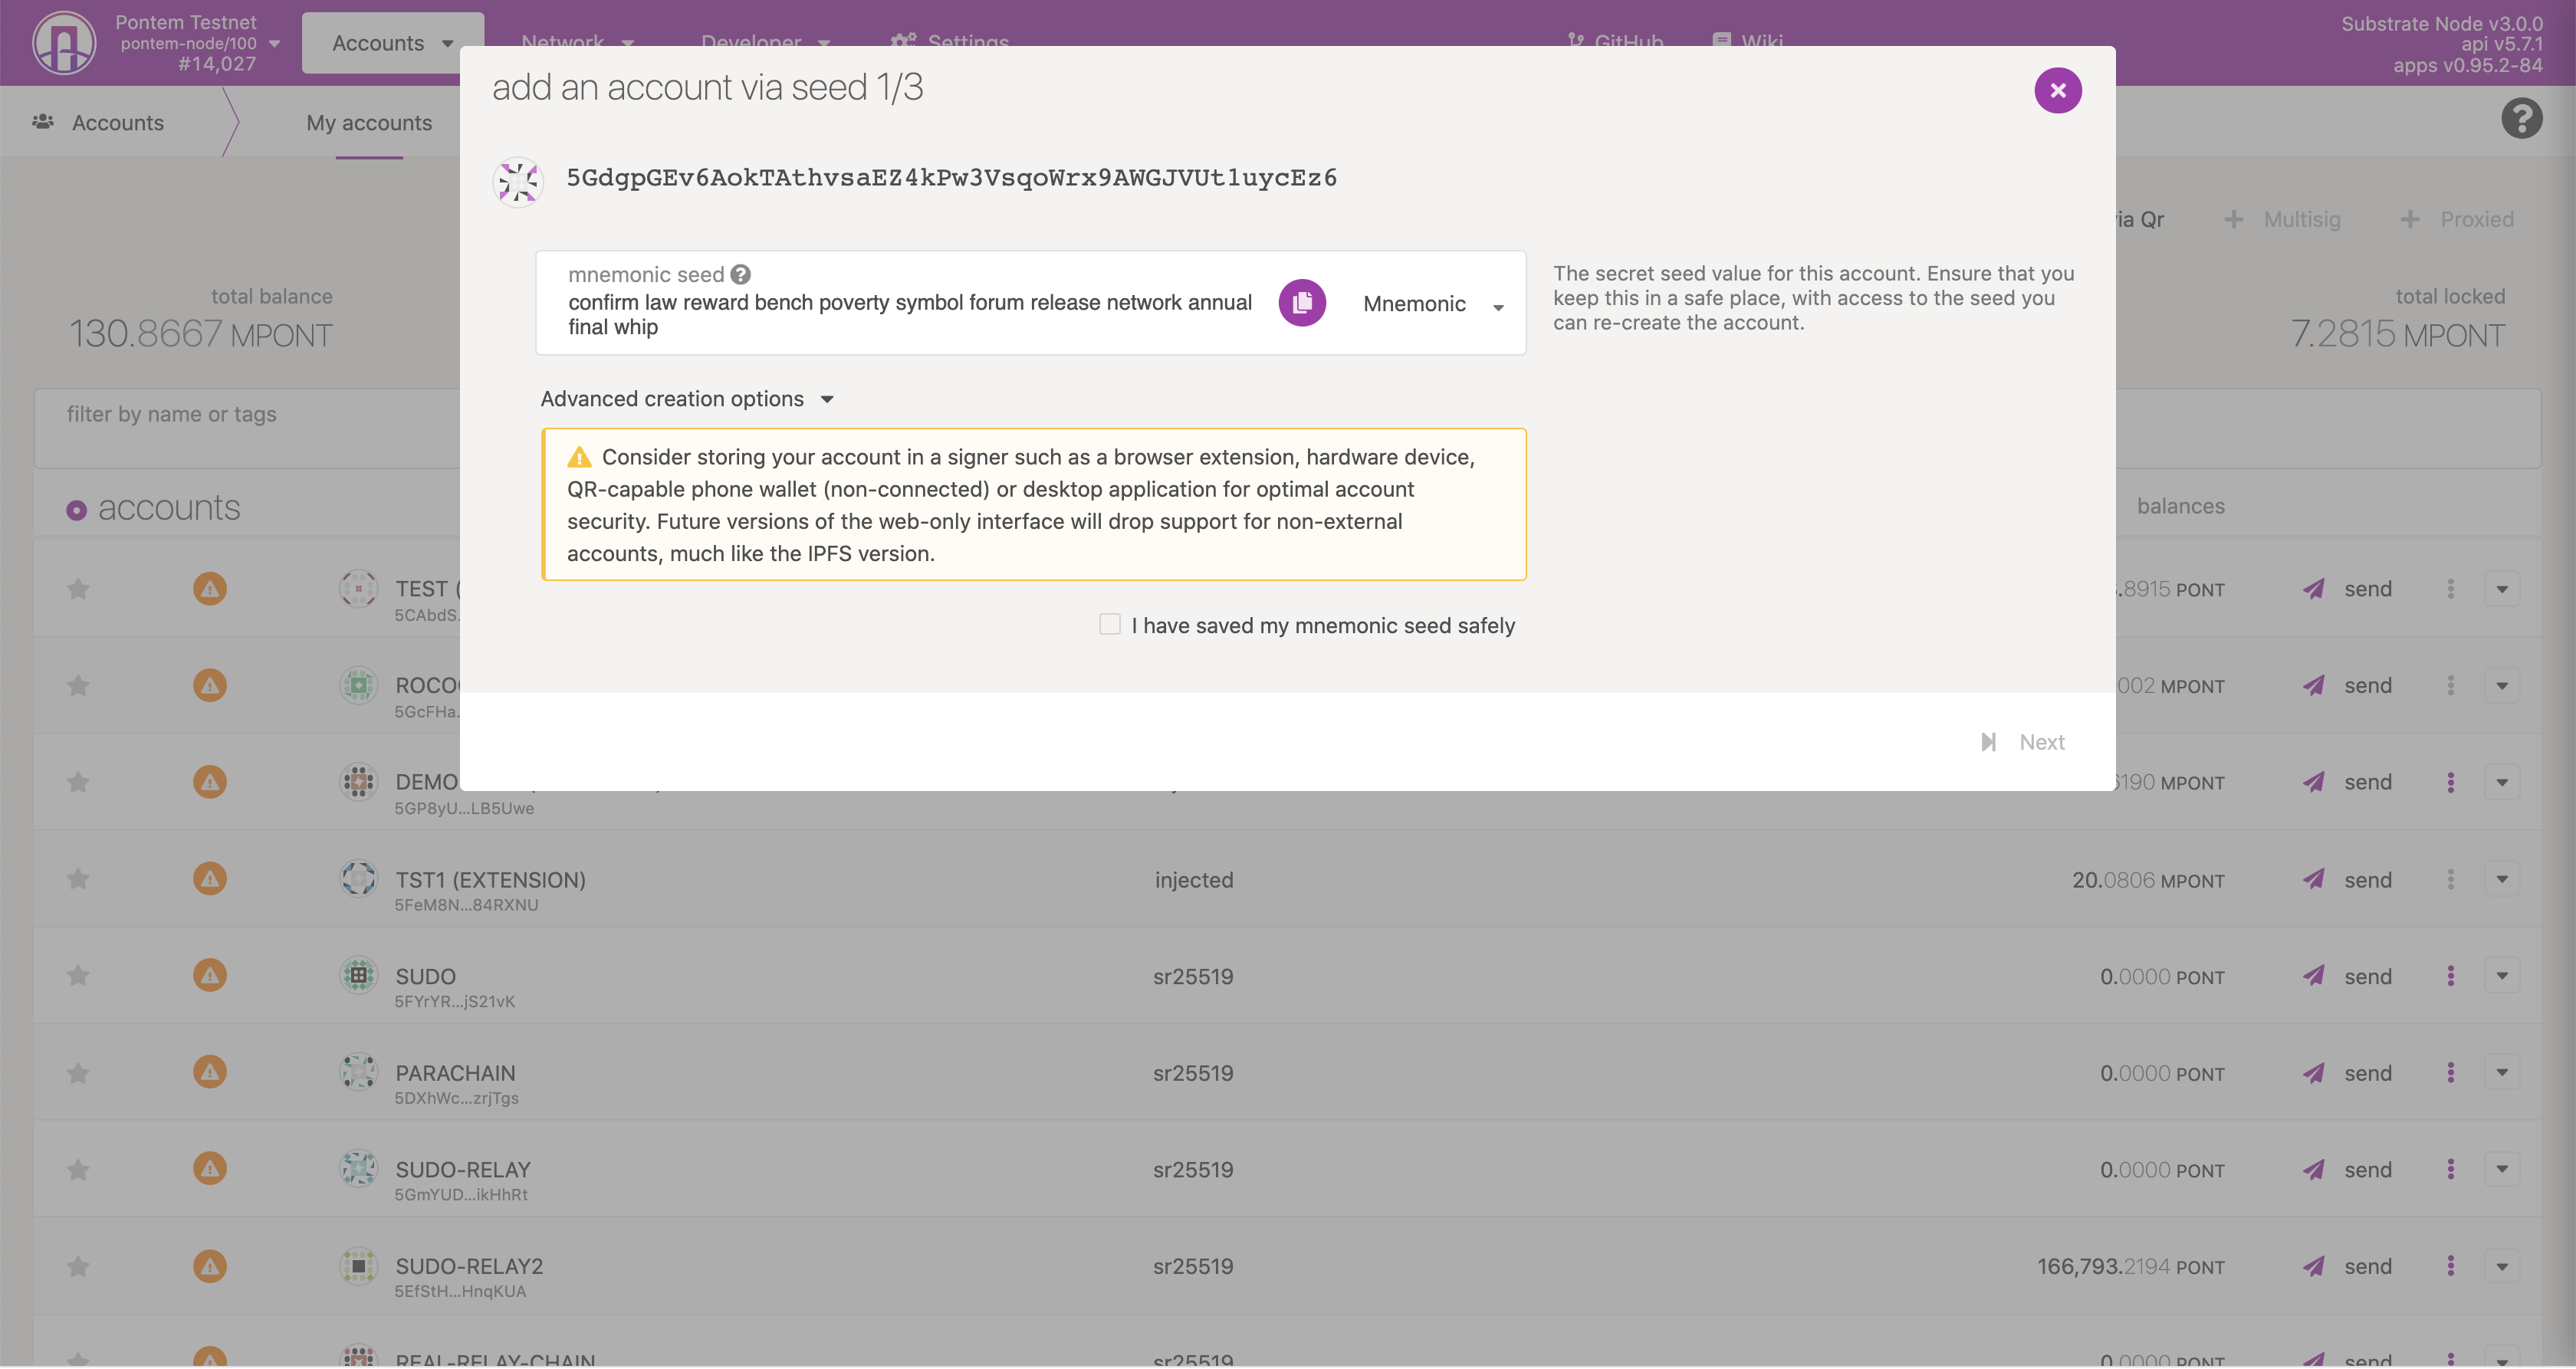 Pontem Testnet
pontem-node/100
#14,027
Accounts
Network
Developer
Settings
GitHub
Wiki
Substrate Node v3.0.0
api v5.7.1
apps v0.95.2-84
Accounts
My accounts
add an account via seed 1/3
5GdgpGEv6AokTAthvsaEZ4kPw3VsqoWrx9AWGJVUt1uycEz6
via Qr
Multisig
Proxied
mnemonic seed
confirm law reward bench poverty symbol forum release network annual
final whip
Mnemonic
The secret seed value for this account. Ensure that you
keep this in a safe place, with access to the seed you
can re-create the account.
total balance
130.8667 MPONT
total locked
7.2815 MPONT
Advanced creation options
filter by name or tags
Consider storing your account in a signer such as a browser extension, hardware device,
QR-capable phone wallet (non-connected) or desktop application for optimal account
security. Future versions of the web-only interface will drop support for non-external
accounts, much like the IPFS version.
accounts
balances
I have saved my mnemonic seed safely
Next
TEST (
5CAbdS.
.8915 PONT
send
ROCO
5GcFHa.
002 MPONT
send
DEMO
5GP8yU...LB5Uwe
6190 MPONT
send
TST1 (EXTENSION)
5FeM8N...84RXNU
injected
20.0806 MPONT
send
SUDO
5FYrYR...jS21vK
sr25519
0.0000 PONT
send
PARACHAIN
5DXhWc...zrjTgs
sr25519
0.0000 PONT
send
SUDO-RELAY
5GmYUD...ikHhRt
sr25519
0.0000 PONT
send
SUDO-RELAY2
5EfStH...HnqKUA
sr25519
166,793.2194 PONT
send
REAL-RELAY-CHAIN
sr25519
0.0000 PONT
send